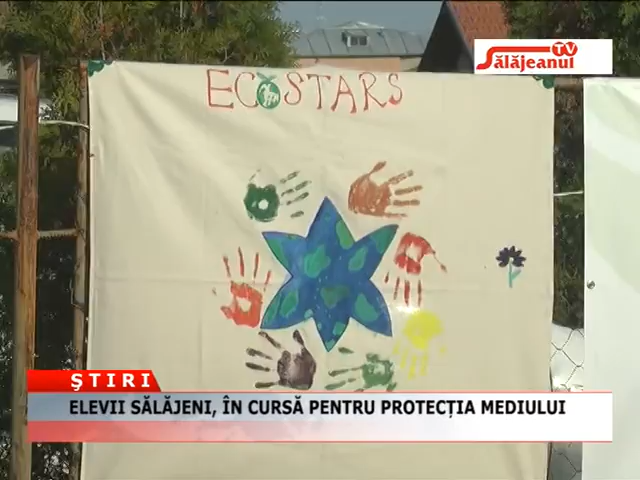 ECOSTARS
Sălăjeanul TV
ŞTIRI
ELEVII SĂLĂJENI, ÎN CURSĂ PENTRU PROTECȚIA MEDIULUI